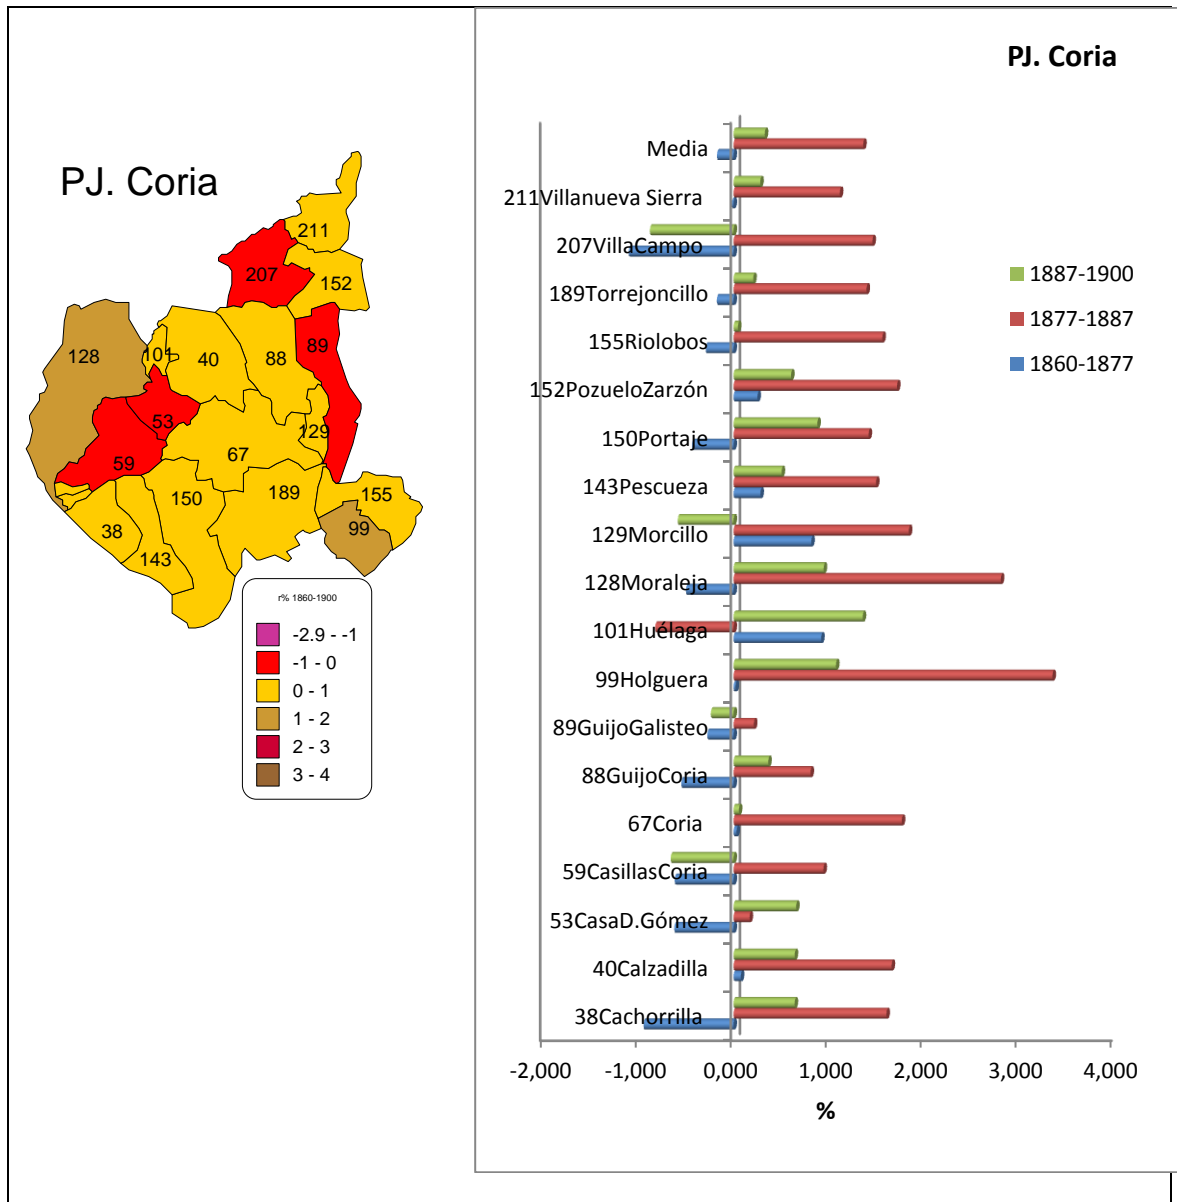 PJ. Coria
211
207
152
128
101
40
88
89
53
129
59
67
150
189
155
38
99
143
r% 1860-1900
-2.9 - -1
-1 - 0
0 - 1
1 - 2
2 - 3
3 - 4
PJ. Coria
Media
211Villanueva Sierra
207VillaCampo
189Torrejoncillo
155Riolobos
152PozueloZarzón
150Portaje
143Pescueza
129Morcillo
128Moraleja
101Huélaga
99Holguera
89GuijoGalisteo
88GuijoCoria
67Coria
59CasillasCoria
53CasaD.Gómez
40Calzadilla
38Cachorrilla
-2,000 -1,000 0,000 1,000 2,000 3,000 4,000
%
1887-1900
1877-1887
1860-1877